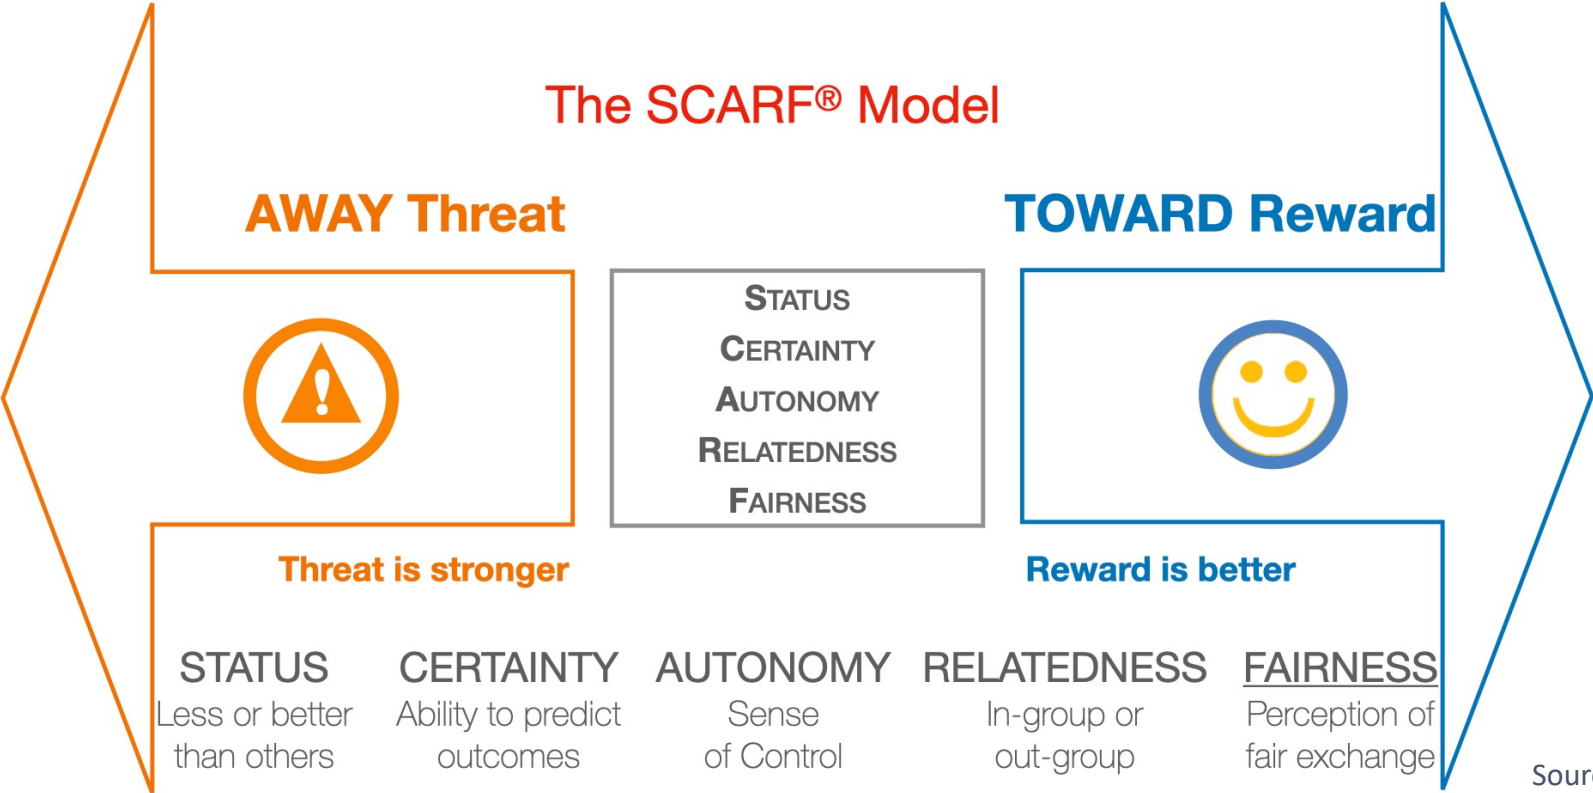 The SCARF® Model
AWAY Threat
TOWARD Reward
!
STATUS
CERTAINTY
AUTONOMY
RELATEDNESS
FAIRNESS
Threat is stronger
Reward is better
STATUS
Less or better
than others
CERTAINTY
Ability to predict
outcomes
AUTONOMY
Sense
of Control
RELATEDNESS
In-group or
out-group
FAIRNESS
Perception of
fair exchange